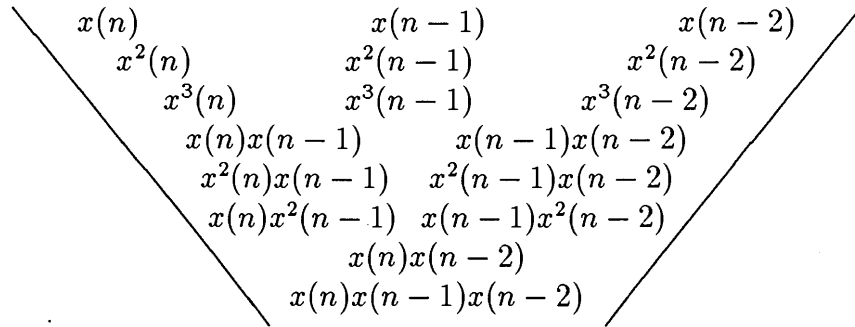 x(n) x(n − 1) x(n − 2)
x²(n) x²(n − 1) x²(n − 2)
x³(n) x³(n − 1) x³(n − 2)
x(n)x(n − 1) x(n − 1)x(n − 2)
x²(n)x(n − 1) x²(n − 1)x(n − 2)
x(n)x²(n − 1) x(n − 1)x²(n − 2)
x(n)x(n − 2)
x(n)x(n − 1)x(n − 2)